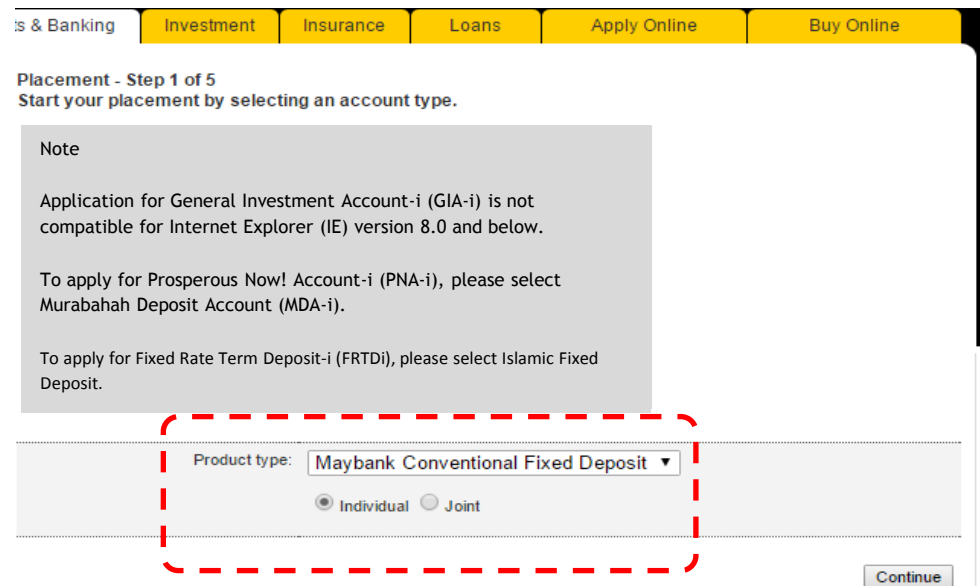 s & Banking Investment Insurance Loans Apply Online Buy Online
Placement - Step 1 of 5
Start your placement by selecting an account type.
Note
Application for General Investment Account-i (GIA-i) is not
compatible for Internet Explorer (IE) version 8.0 and below.
To apply for Prosperous Now! Account-i (PNA-i), please select
Murabahah Deposit Account (MDA-i).
To apply for Fixed Rate Term Deposit-i (FRTDi), please select Islamic Fixed
Deposit.
Product type: Maybank Conventional Fixed Deposit
Individual Joint
Continue